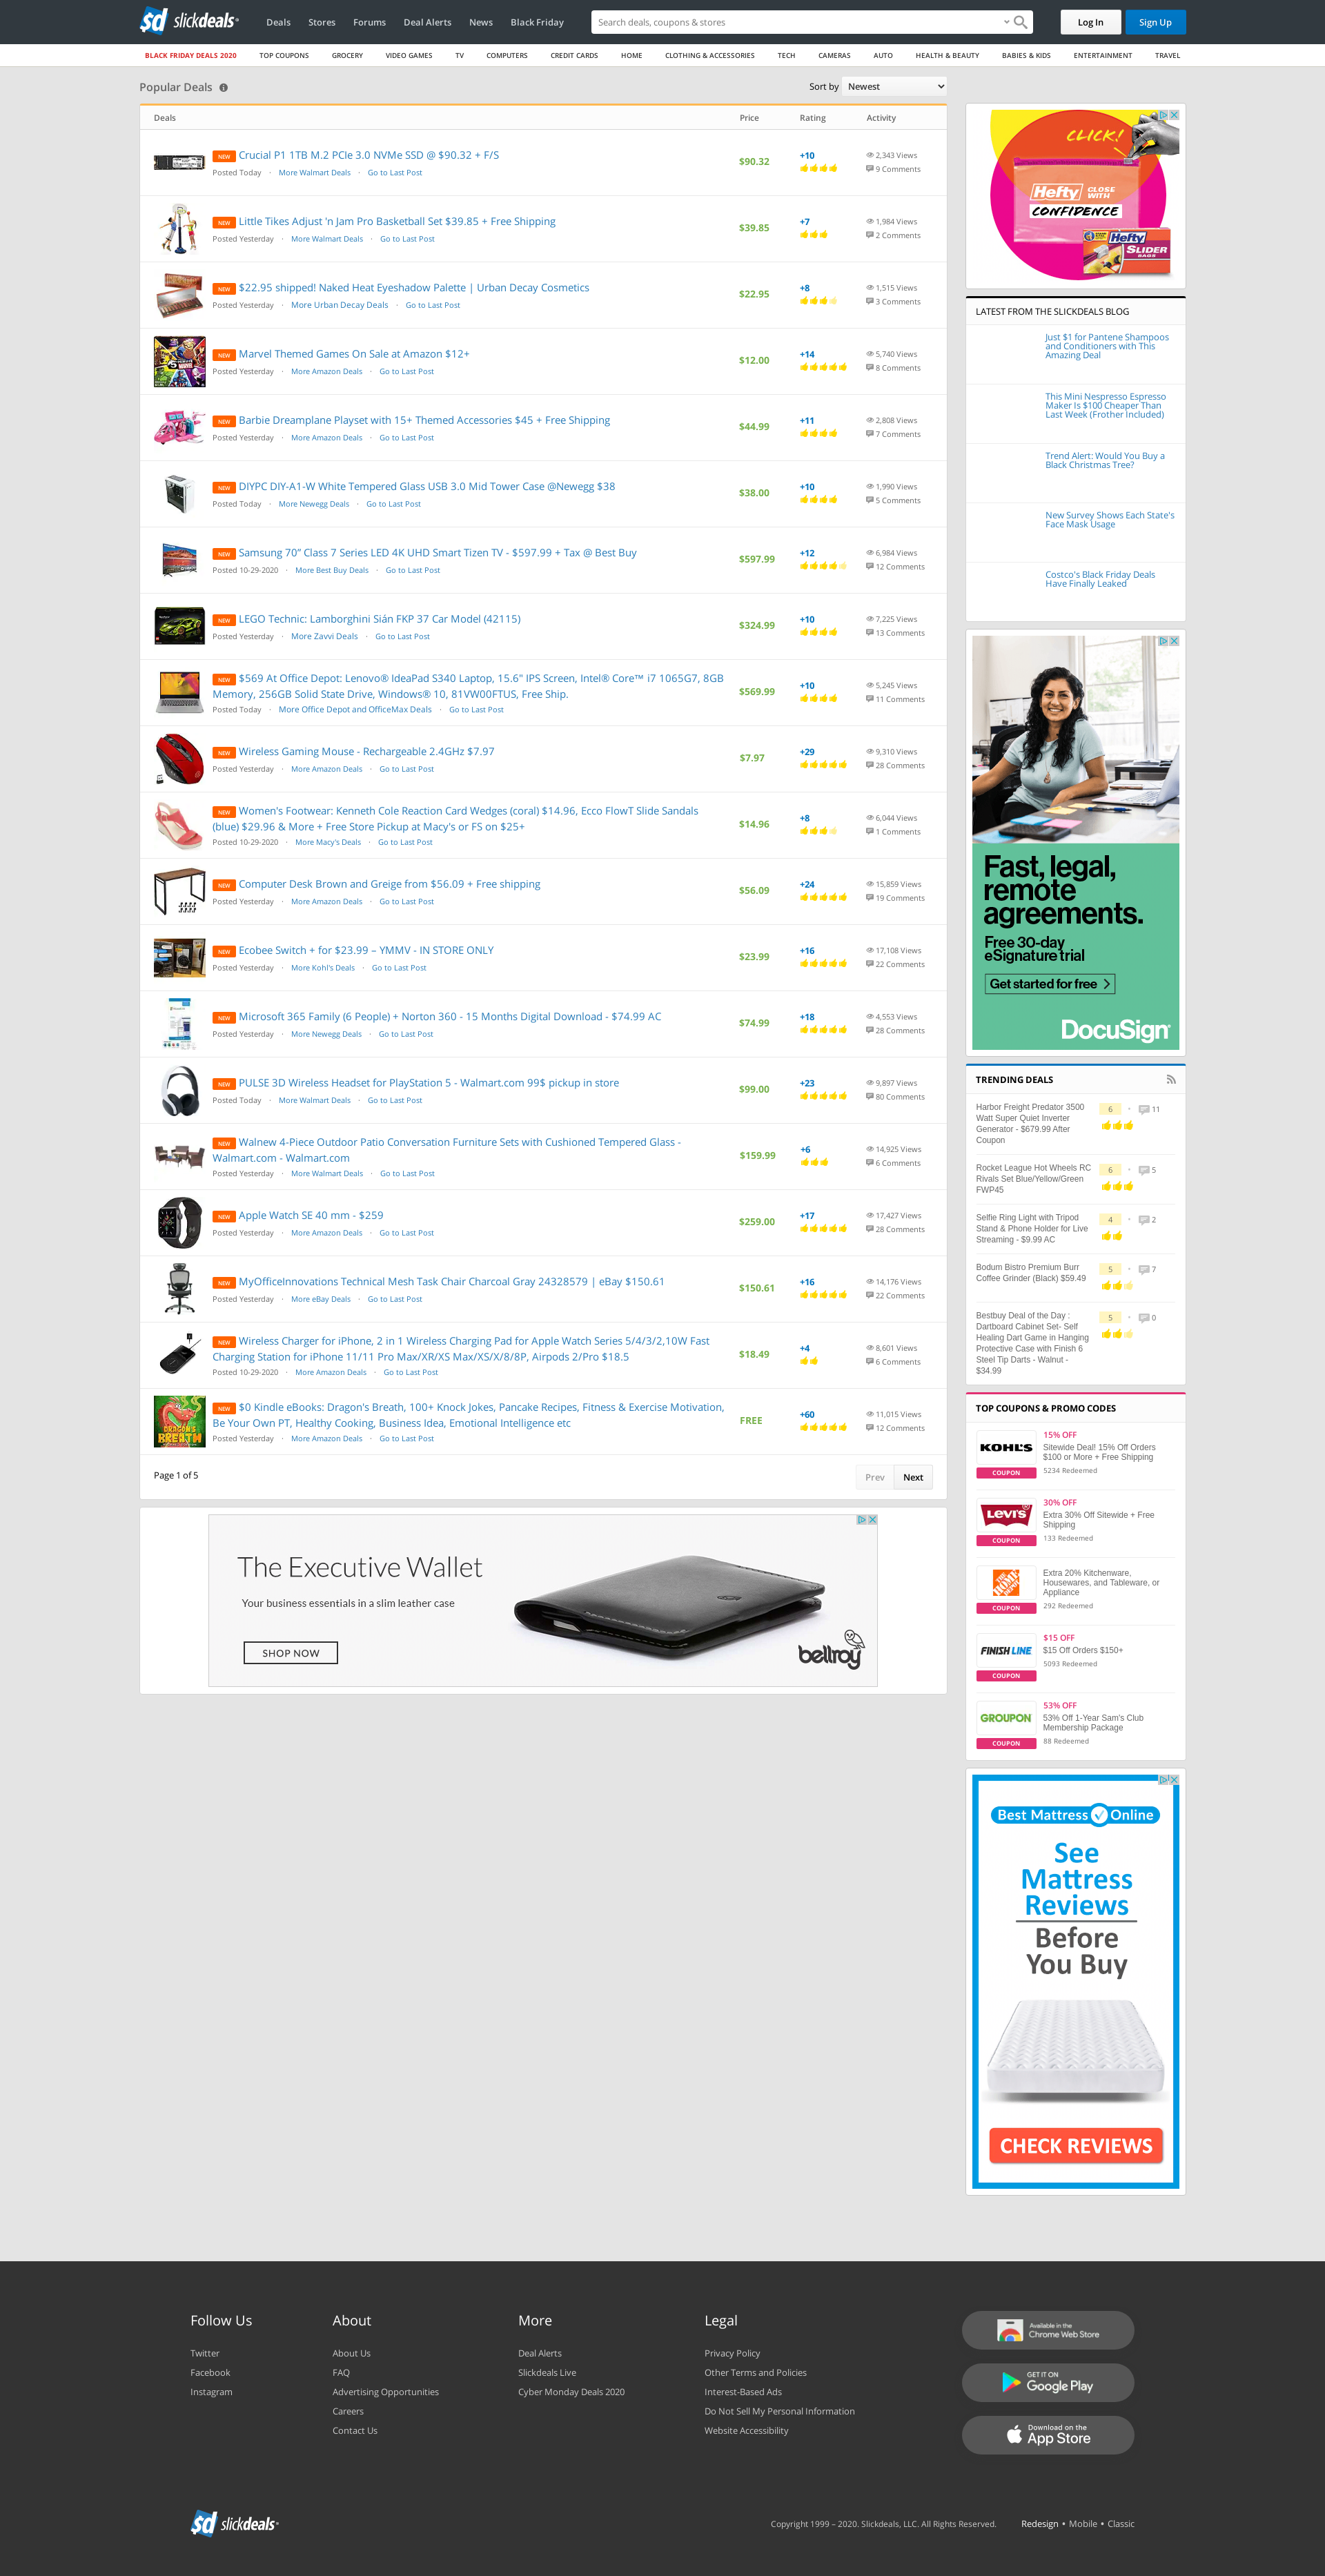 slickdeals
Deals
Stores
Forums
Deal Alerts
News
Black Friday
Search deals, coupons & stores
Log In
Sign Up
BLACK FRIDAY DEALS 2020
TOP COUPONS
GROCERY
VIDEO GAMES
TV
COMPUTERS
CREDIT CARDS
HOME
CLOTHING & ACCESSORIES
TECH
CAMERAS
AUTO
HEALTH & BEAUTY
BABIES & KIDS
ENTERTAINMENT
TRAVEL
Popular Deals
Sort by Newest
Deals Price Rating Activity
NEW Crucial P1 1TB M.2 PCIe 3.0 NVMe SSD @ $90.32 + F/S
Posted Today · More Walmart Deals · Go to Last Post
$90.32
+10
2,343 Views
9 Comments
NEW Little Tikes Adjust 'n Jam Pro Basketball Set $39.85 + Free Shipping
Posted Yesterday · More Walmart Deals · Go to Last Post
$39.85
+7
1,984 Views
2 Comments
NEW $22.95 shipped! Naked Heat Eyeshadow Palette | Urban Decay Cosmetics
Posted Yesterday · More Urban Decay Deals · Go to Last Post
$22.95
+8
1,515 Views
3 Comments
NEW Marvel Themed Games On Sale at Amazon $12+
Posted Yesterday · More Amazon Deals · Go to Last Post
$12.00
+14
5,740 Views
8 Comments
NEW Barbie Dreamplane Playset with 15+ Themed Accessories $45 + Free Shipping
Posted Yesterday · More Amazon Deals · Go to Last Post
$44.99
+11
2,808 Views
7 Comments
NEW DIYPC DIY-A1-W White Tempered Glass USB 3.0 Mid Tower Case @Newegg $38
Posted Today · More Newegg Deals · Go to Last Post
$38.00
+10
1,990 Views
5 Comments
NEW Samsung 70” Class 7 Series LED 4K UHD Smart Tizen TV - $597.99 + Tax @ Best Buy
Posted 10-29-2020 · More Best Buy Deals · Go to Last Post
$597.99
+12
6,984 Views
12 Comments
NEW LEGO Technic: Lamborghini Sián FKP 37 Car Model (42115)
Posted Yesterday · More Zavvi Deals · Go to Last Post
$324.99
+10
7,225 Views
13 Comments
NEW $569 At Office Depot: Lenovo® IdeaPad S340 Laptop, 15.6" IPS Screen, Intel® Core™ i7 1065G7, 8GB
Memory, 256GB Solid State Drive, Windows® 10, 81VW00FTUS, Free Ship.
Posted Today · More Office Depot and OfficeMax Deals · Go to Last Post
$569.99
+10
5,245 Views
11 Comments
NEW Wireless Gaming Mouse - Rechargeable 2.4GHz $7.97
Posted Yesterday · More Amazon Deals · Go to Last Post
$7.97
+29
9,310 Views
28 Comments
NEW Women's Footwear: Kenneth Cole Reaction Card Wedges (coral) $14.96, Ecco FlowT Slide Sandals
(blue) $29.96 & More + Free Store Pickup at Macy's or FS on $25+
Posted 10-29-2020 · More Macy's Deals · Go to Last Post
$14.96
+8
6,044 Views
1 Comments
NEW Computer Desk Brown and Greige from $56.09 + Free shipping
Posted Yesterday · More Amazon Deals · Go to Last Post
$56.09
+24
15,859 Views
19 Comments
NEW Ecobee Switch + for $23.99 – YMMV - IN STORE ONLY
Posted Yesterday · More Kohl's Deals · Go to Last Post
$23.99
+16
17,108 Views
22 Comments
NEW Microsoft 365 Family (6 People) + Norton 360 - 15 Months Digital Download - $74.99 AC
Posted Yesterday · More Newegg Deals · Go to Last Post
$74.99
+18
4,553 Views
28 Comments
NEW PULSE 3D Wireless Headset for PlayStation 5 - Walmart.com 99$ pickup in store
Posted Today · More Walmart Deals · Go to Last Post
$99.00
+23
9,897 Views
80 Comments
NEW Walnew 4-Piece Outdoor Patio Conversation Furniture Sets with Cushioned Tempered Glass -
Walmart.com - Walmart.com
Posted Yesterday · More Walmart Deals · Go to Last Post
$159.99
+6
14,925 Views
6 Comments
NEW Apple Watch SE 40 mm - $259
Posted Yesterday · More Amazon Deals · Go to Last Post
$259.00
+17
17,427 Views
28 Comments
NEW MyOfficeInnovations Technical Mesh Task Chair Charcoal Gray 24328579 | eBay $150.61
Posted Yesterday · More eBay Deals · Go to Last Post
$150.61
+16
14,176 Views
22 Comments
NEW Wireless Charger for iPhone, 2 in 1 Wireless Charging Pad for Apple Watch Series 5/4/3/2,10W Fast
Charging Station for iPhone 11/11 Pro Max/XR/XS Max/XS/X/8/8P, Airpods 2/Pro $18.5
Posted 10-29-2020 · More Amazon Deals · Go to Last Post
$18.49
+4
8,601 Views
6 Comments
NEW $0 Kindle eBooks: Dragon's Breath, 100+ Knock Jokes, Pancake Recipes, Fitness & Exercise Motivation,
Be Your Own PT, Healthy Cooking, Business Idea, Emotional Intelligence etc
Posted Yesterday · More Amazon Deals · Go to Last Post
FREE
+60
11,015 Views
12 Comments
Page 1 of 5
Prev
Next
The Executive Wallet
Your business essentials in a slim leather case
SHOP NOW
bellroy
CLICK!
Hefty
CLOSE WITH
CONFIDENCE
Hefty
SLIDER
BAGS
LATEST FROM THE SLICKDEALS BLOG
Just $1 for Pantene Shampoos
and Conditioners with This
Amazing Deal
This Mini Nespresso Espresso
Maker Is $100 Cheaper Than
Last Week (Frother Included)
Trend Alert: Would You Buy a
Black Christmas Tree?
New Survey Shows Each State's
Face Mask Usage
Costco's Black Friday Deals
Have Finally Leaked
Fast, legal,
remote
agreements.
Free 30-day
eSignature trial
Get started for free
DocuSign
TRENDING DEALS
Harbor Freight Predator 3500
Watt Super Quiet Inverter
Generator - $679.99 After
Coupon
6 · 11
Rocket League Hot Wheels RC
Rivals Set Blue/Yellow/Green
FWP45
6 · 5
Selfie Ring Light with Tripod
Stand & Phone Holder for Live
Streaming - $9.99 AC
4 · 2
Bodum Bistro Premium Burr
Coffee Grinder (Black) $59.49
5 · 7
Bestbuy Deal of the Day :
Dartboard Cabinet Set- Self
Healing Dart Game in Hanging
Protective Case with Finish 6
Steel Tip Darts - Walnut -
$34.99
5 · 0
TOP COUPONS & PROMO CODES
KOHL'S
COUPON
15% OFF
Sitewide Deal! 15% Off Orders
$100 or More + Free Shipping
5234 Redeemed
LEVI'S
COUPON
30% OFF
Extra 30% Off Sitewide + Free
Shipping
133 Redeemed
COUPON
Extra 20% Kitchenware,
Housewares, and Tableware, or
Appliance
292 Redeemed
FINISH LINE
COUPON
$15 OFF
$15 Off Orders $150+
5093 Redeemed
GROUPON
COUPON
53% OFF
53% Off 1-Year Sam's Club
Membership Package
88 Redeemed
Best Mattress Online
See
Mattress
Reviews
Before
You Buy
CHECK REVIEWS
Follow Us
Twitter
Facebook
Instagram
About
About Us
FAQ
Advertising Opportunities
Careers
Contact Us
More
Deal Alerts
Slickdeals Live
Cyber Monday Deals 2020
Legal
Privacy Policy
Other Terms and Policies
Interest-Based Ads
Do Not Sell My Personal Information
Website Accessibility
Available in the
Chrome Web Store
GET IT ON
Google Play
Download on the
App Store
slickdeals
Copyright 1999 – 2020. Slickdeals, LLC. All Rights Reserved.
Redesign • Mobile • Classic